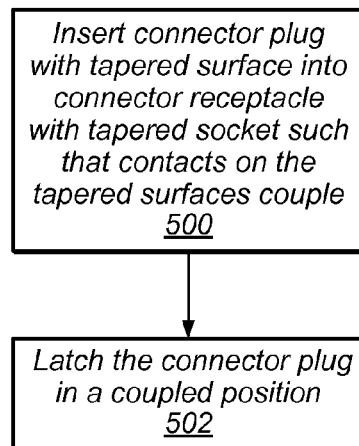 Insert connector plug
with tapered surface into
connector receptacle
with tapered socket such
that contacts on the
tapered surfaces couple
500
Latch the connector plug
in a coupled position
502